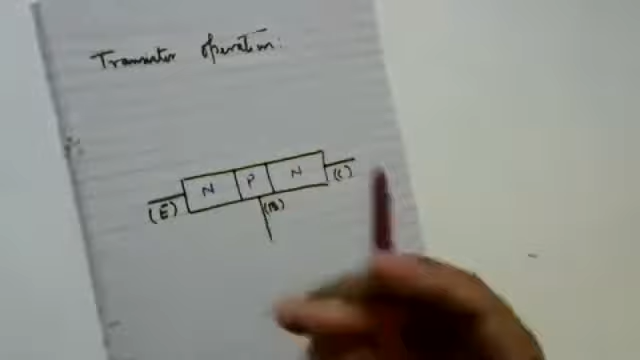 Transistor operation:
N P N
(E) (B) (C)